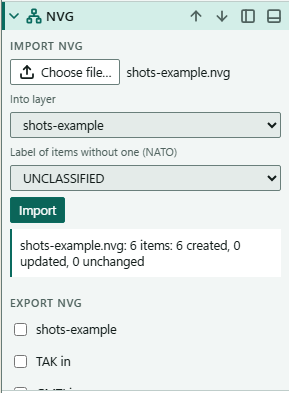 NVG
IMPORT NVG
Choose file... shots-example.nvg
Into layer
shots-example
Label of items without one (NATO)
UNCLASSIFIED
Import
shots-example.nvg: 6 items: 6 created, 0
updated, 0 unchanged
EXPORT NVG
shots-example
TAK in